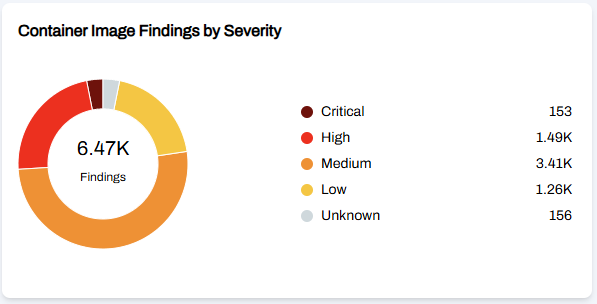 Container Image Findings by Severity
6.47K
Findings
Critical 153
High 1.49K
Medium 3.41K
Low 1.26K
Unknown 156